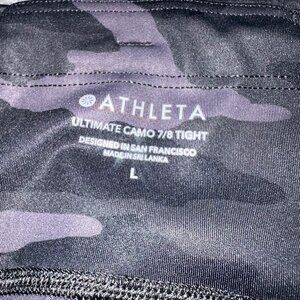 ATHLETA
ULTIMATE CAMO 7/8 TIGHT
DESIGNED IN SAN FRANCISCO
MADE IN SRI LANKA
L